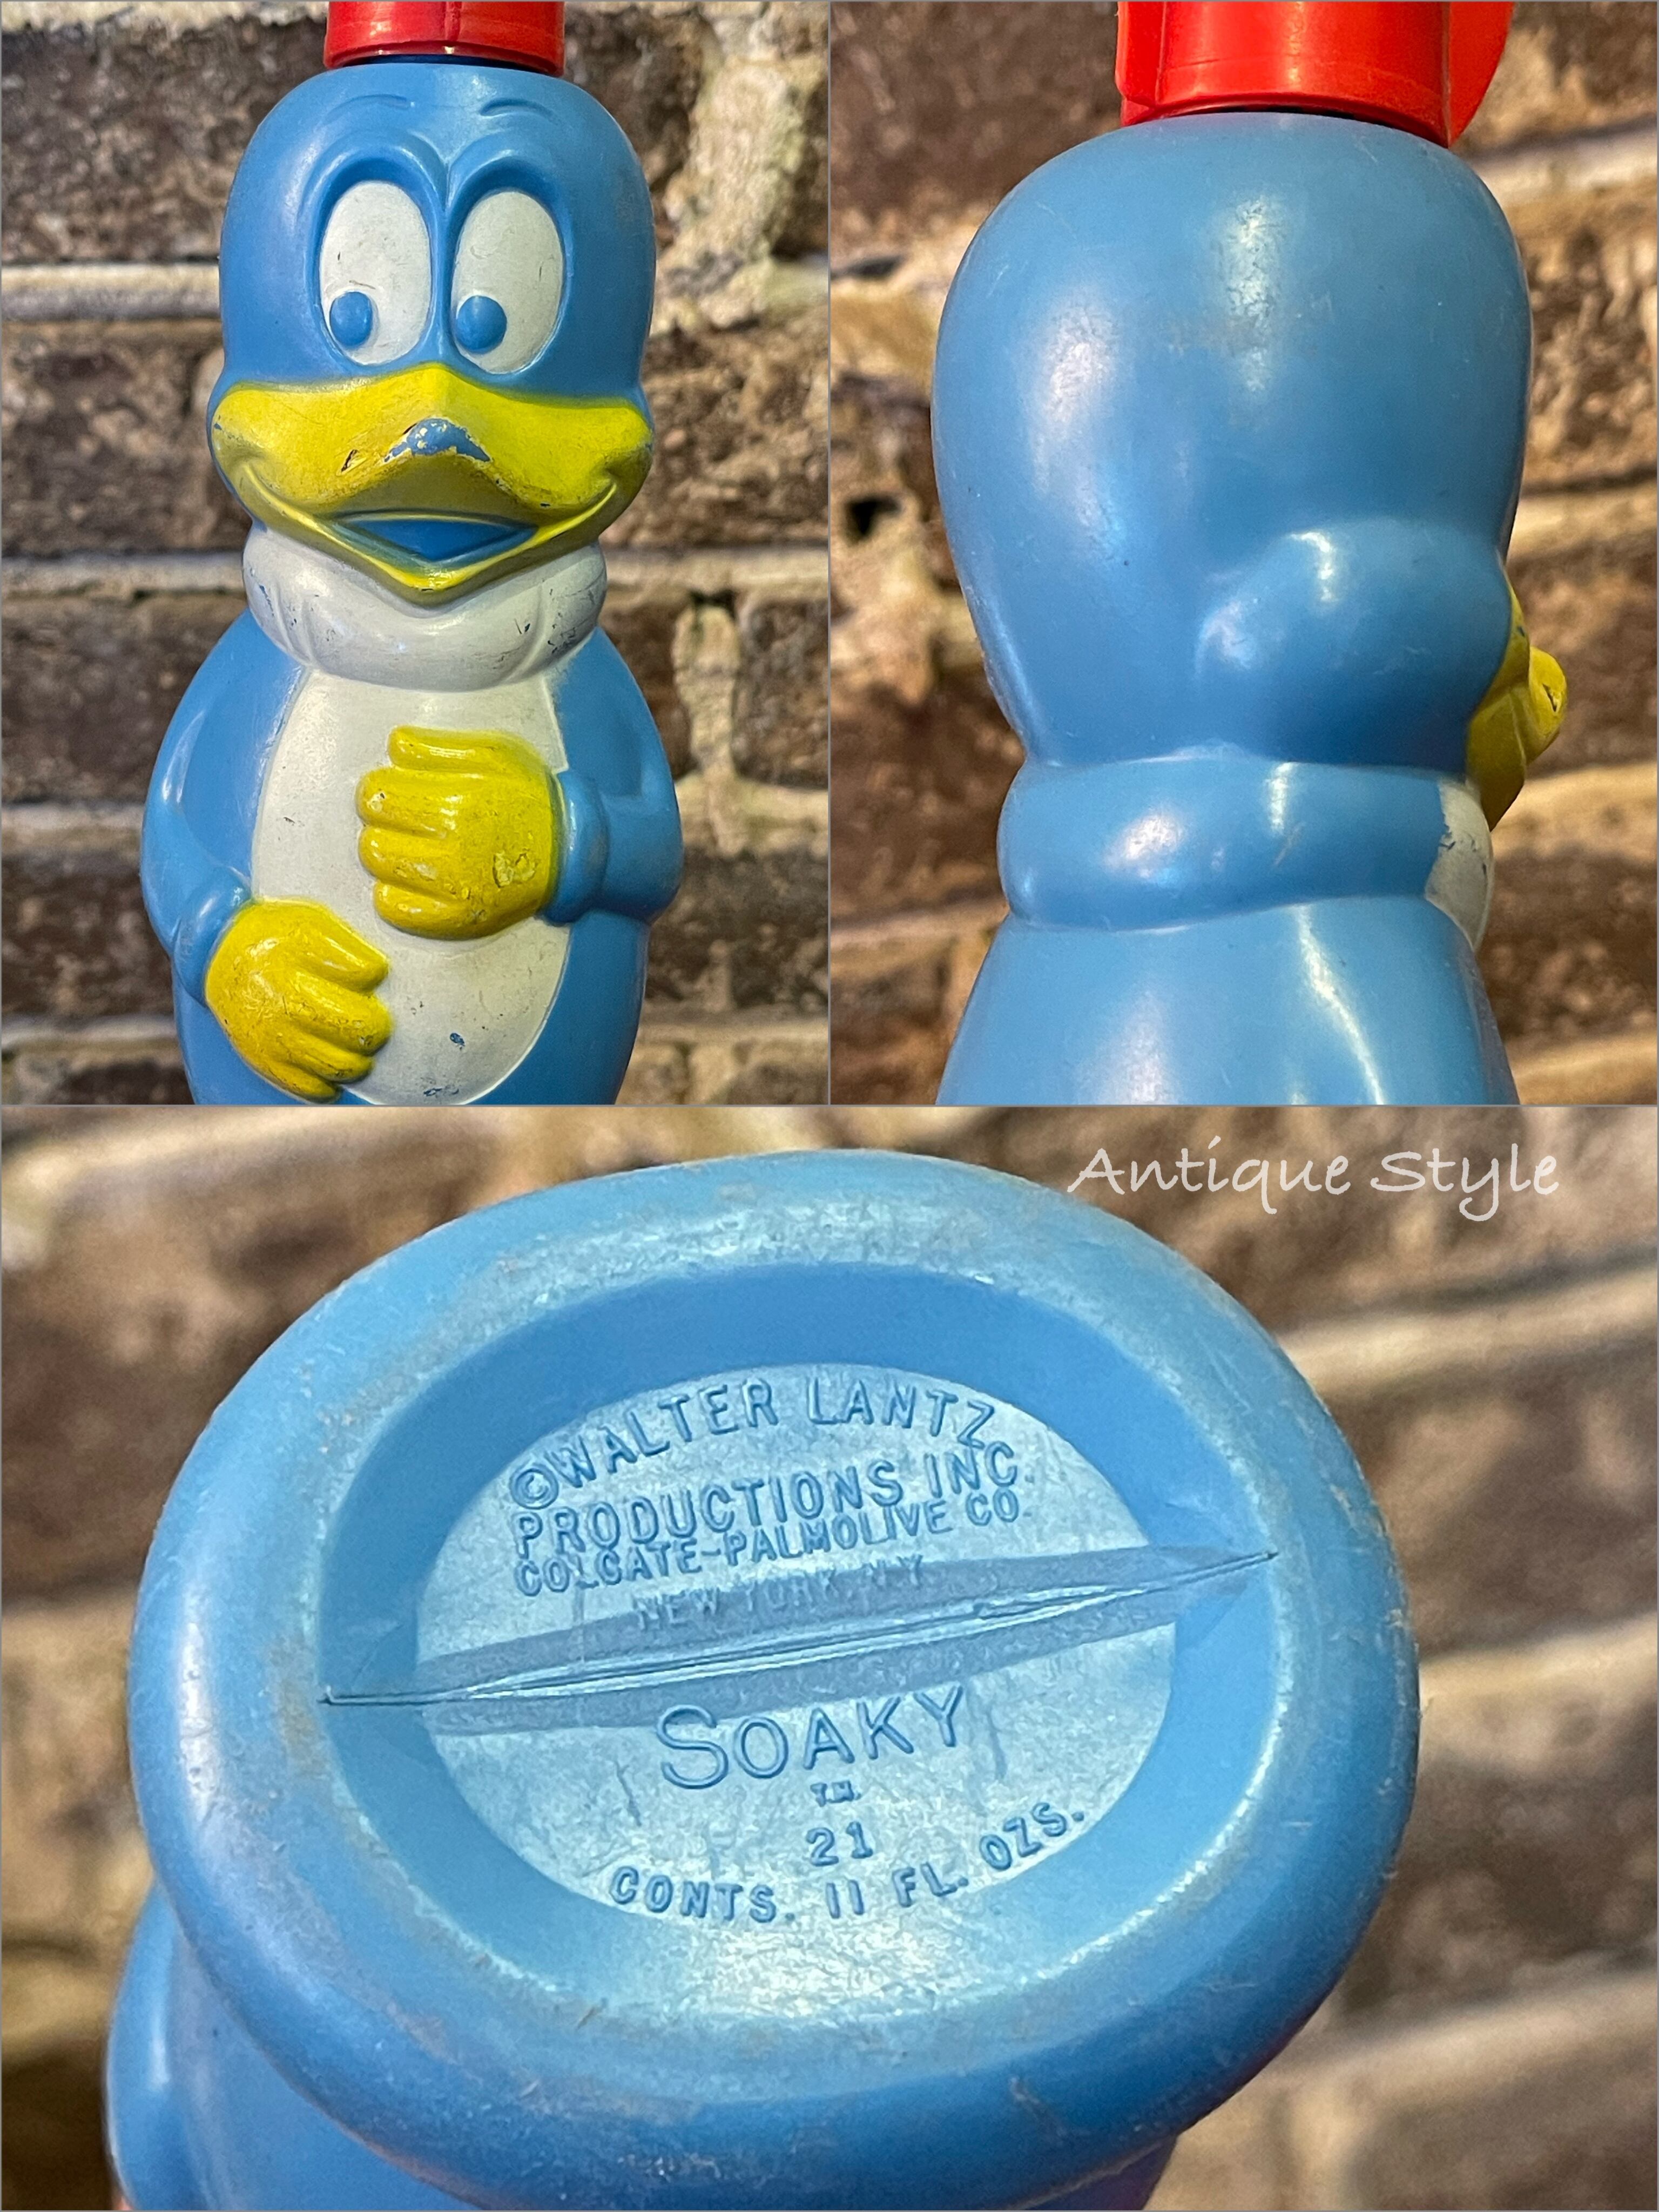 Antique Style
©WALTER LANTZ
PRODUCTIONS INC.
COLGATE-PALMOLIVE CO.
NEW YORK N.Y.
SOAKY
T.M.
21
CONTS. 11 FL. OZS.